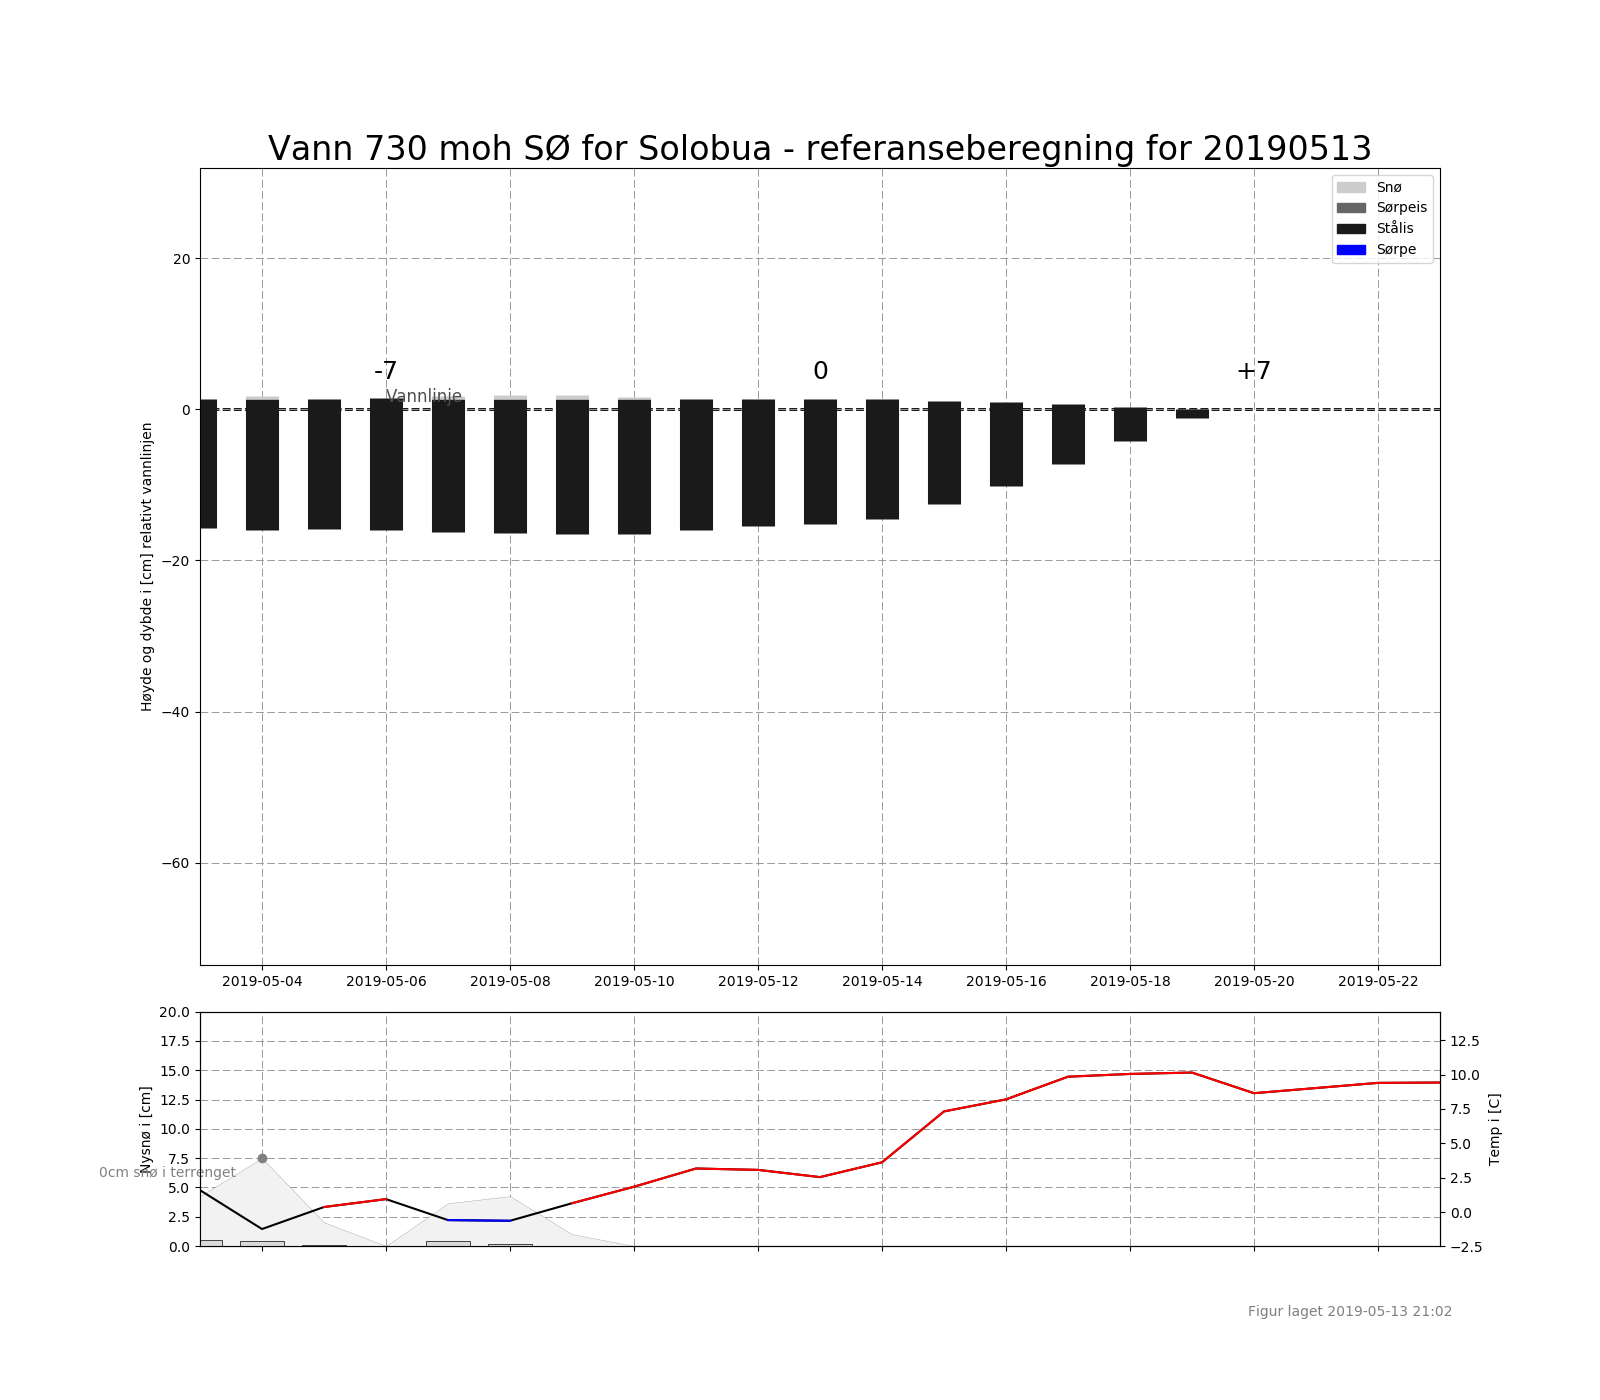 Vann 730 moh SØ for Solobua - referanseberegning for 20190513
Snø
Sørpeis
Stålis
Sørpe
-7
0
+7
Vannlinje
20
0
−20
−40
−60
Høyde og dybde i [cm] relativt vannlinjen
2019-05-04 2019-05-06 2019-05-08 2019-05-10 2019-05-12 2019-05-14 2019-05-16 2019-05-18 2019-05-20 2019-05-22
20.0
17.5
15.0
12.5
10.0
7.5
5.0
2.5
0.0
Nysnø i [cm]
0cm snø i terrenget
12.5
10.0
7.5
5.0
2.5
0.0
−2.5
Temp i [C]
Figur laget 2019-05-13 21:02